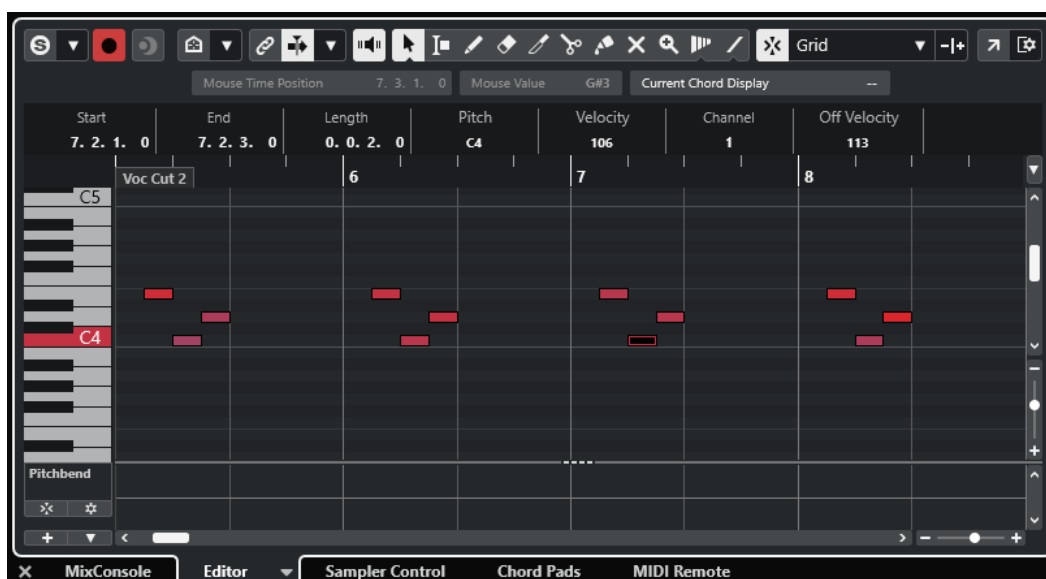 S Grid
Mouse Time Position 7. 3. 1. 0 Mouse Value G#3 Current Chord Display --
Start End Length Pitch Velocity Channel Off Velocity
7. 2. 1. 0 7. 2. 3. 0 0. 0. 2. 0 C4 106 1 113
Voc Cut 2 6 7 8
C5
C4
Pitchbend
MixConsole Editor Sampler Control Chord Pads MIDI Remote